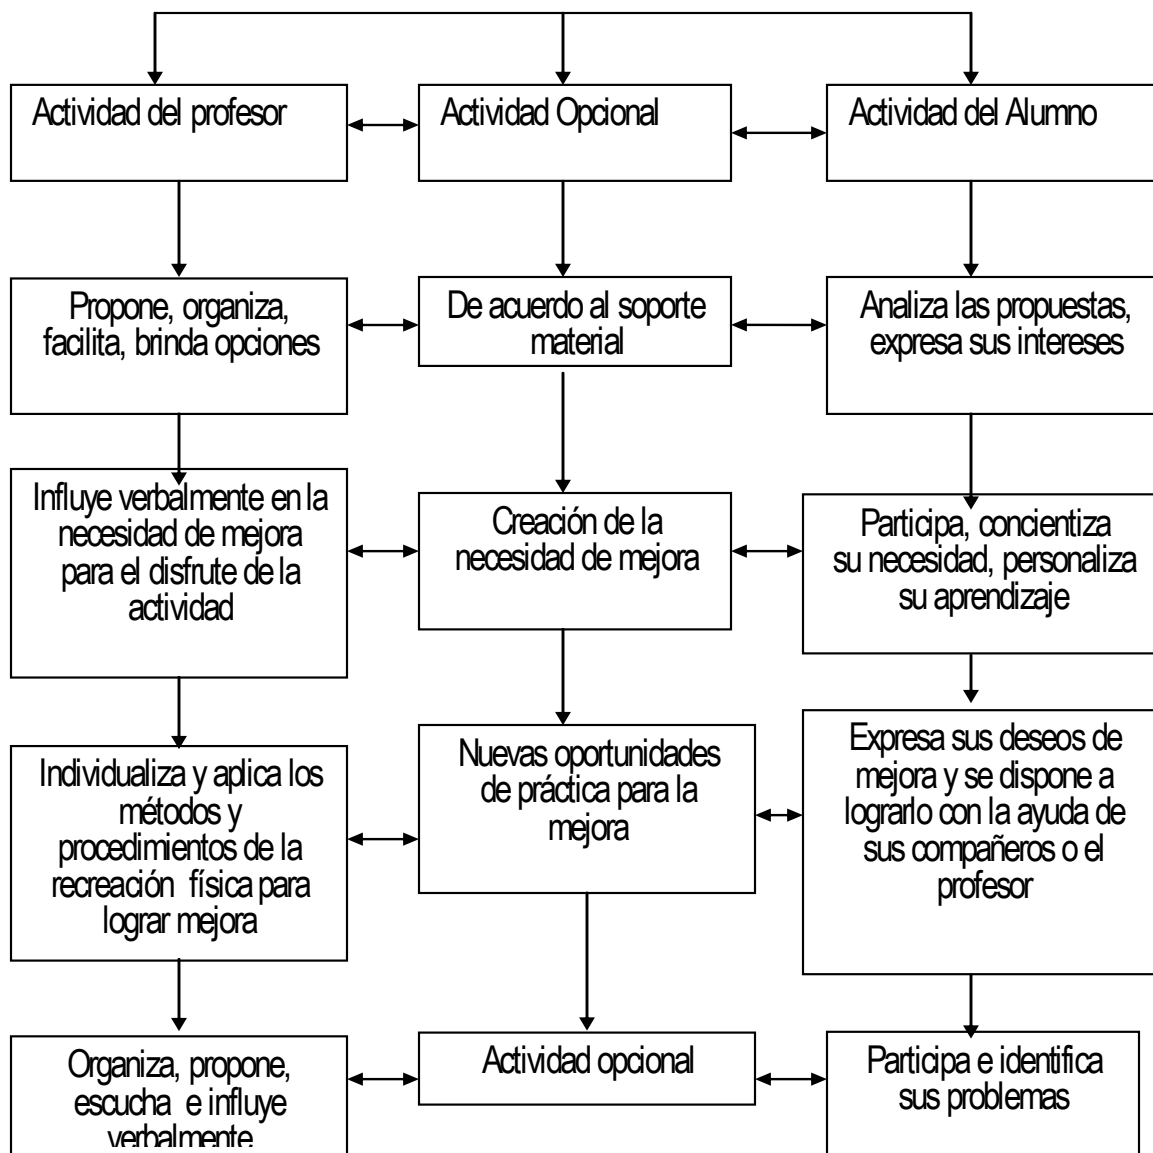 Actividad del profesor
Actividad Opcional
Actividad del Alumno
Propone, organiza,
facilita, brinda opciones
De acuerdo al soporte
material
Analiza las propuestas,
expresa sus intereses
Influye verbalmente en la
necesidad de mejora
para el disfrute de la
actividad
Creación de la
necesidad de mejora
Participa, concientiza
su necesidad, personaliza
su aprendizaje
Individualiza y aplica los
métodos y
procedimientos de la
recreación física para
lograr mejora
Nuevas oportunidades
de práctica para la
mejora
Expresa sus deseos de
mejora y se dispone a
lograrlo con la ayuda de
sus compañeros o el
profesor
Organiza, propone,
escucha e influye
verbalmente
Actividad opcional
Participa e identifica
sus problemas